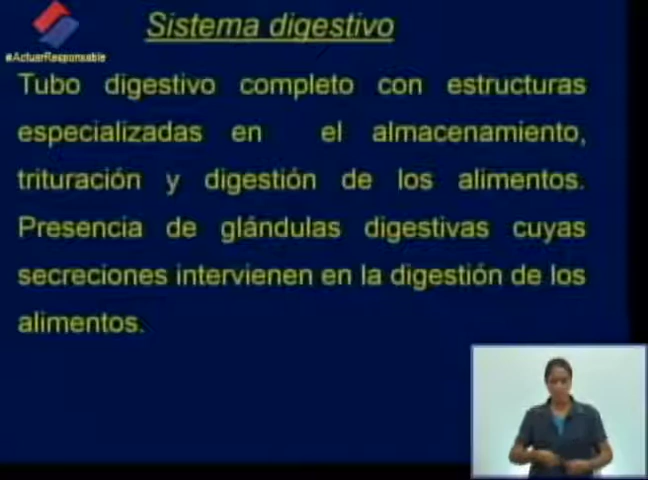 Sistema digestivo
#ActuarResponsable
Tubo digestivo completo con estructuras
especializadas en el almacenamiento,
trituración y digestión de los alimentos.
Presencia de glándulas digestivas cuyas
secreciones intervienen en la digestión de los
alimentos.